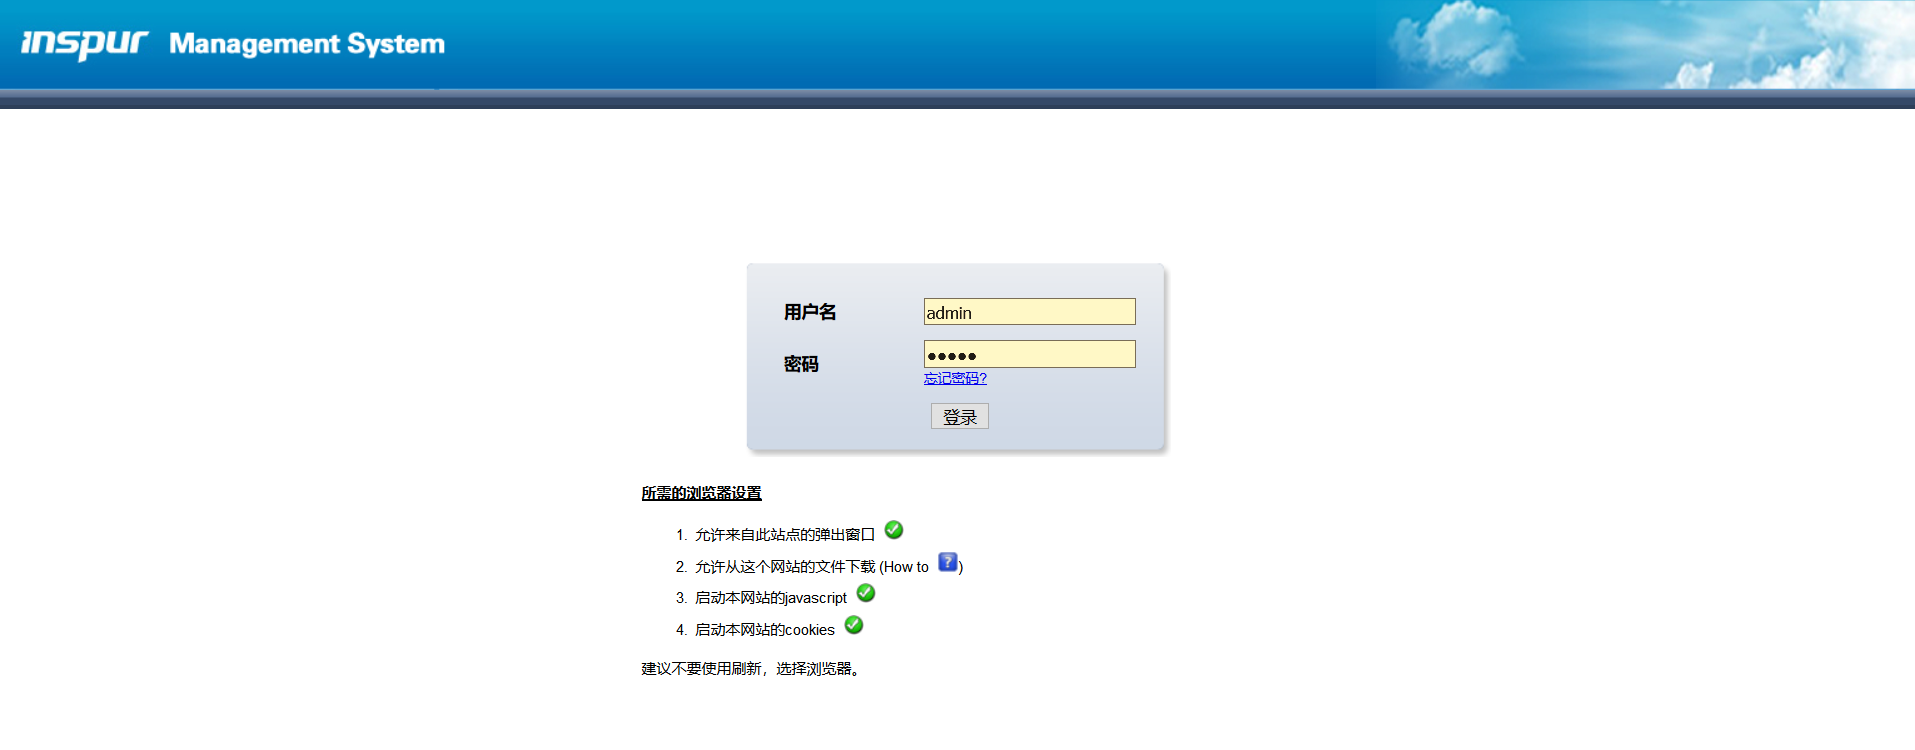 inspur Management System
用户名 admin
密码 ●●●●●
忘记密码?
登录
所需的浏览器设置
1. 允许来自此站点的弹出窗口
2. 允许从这个网站的文件下载 (How to ?)
3. 启动本网站的javascript
4. 启动本网站的cookies
建议不要使用刷新，选择浏览器。